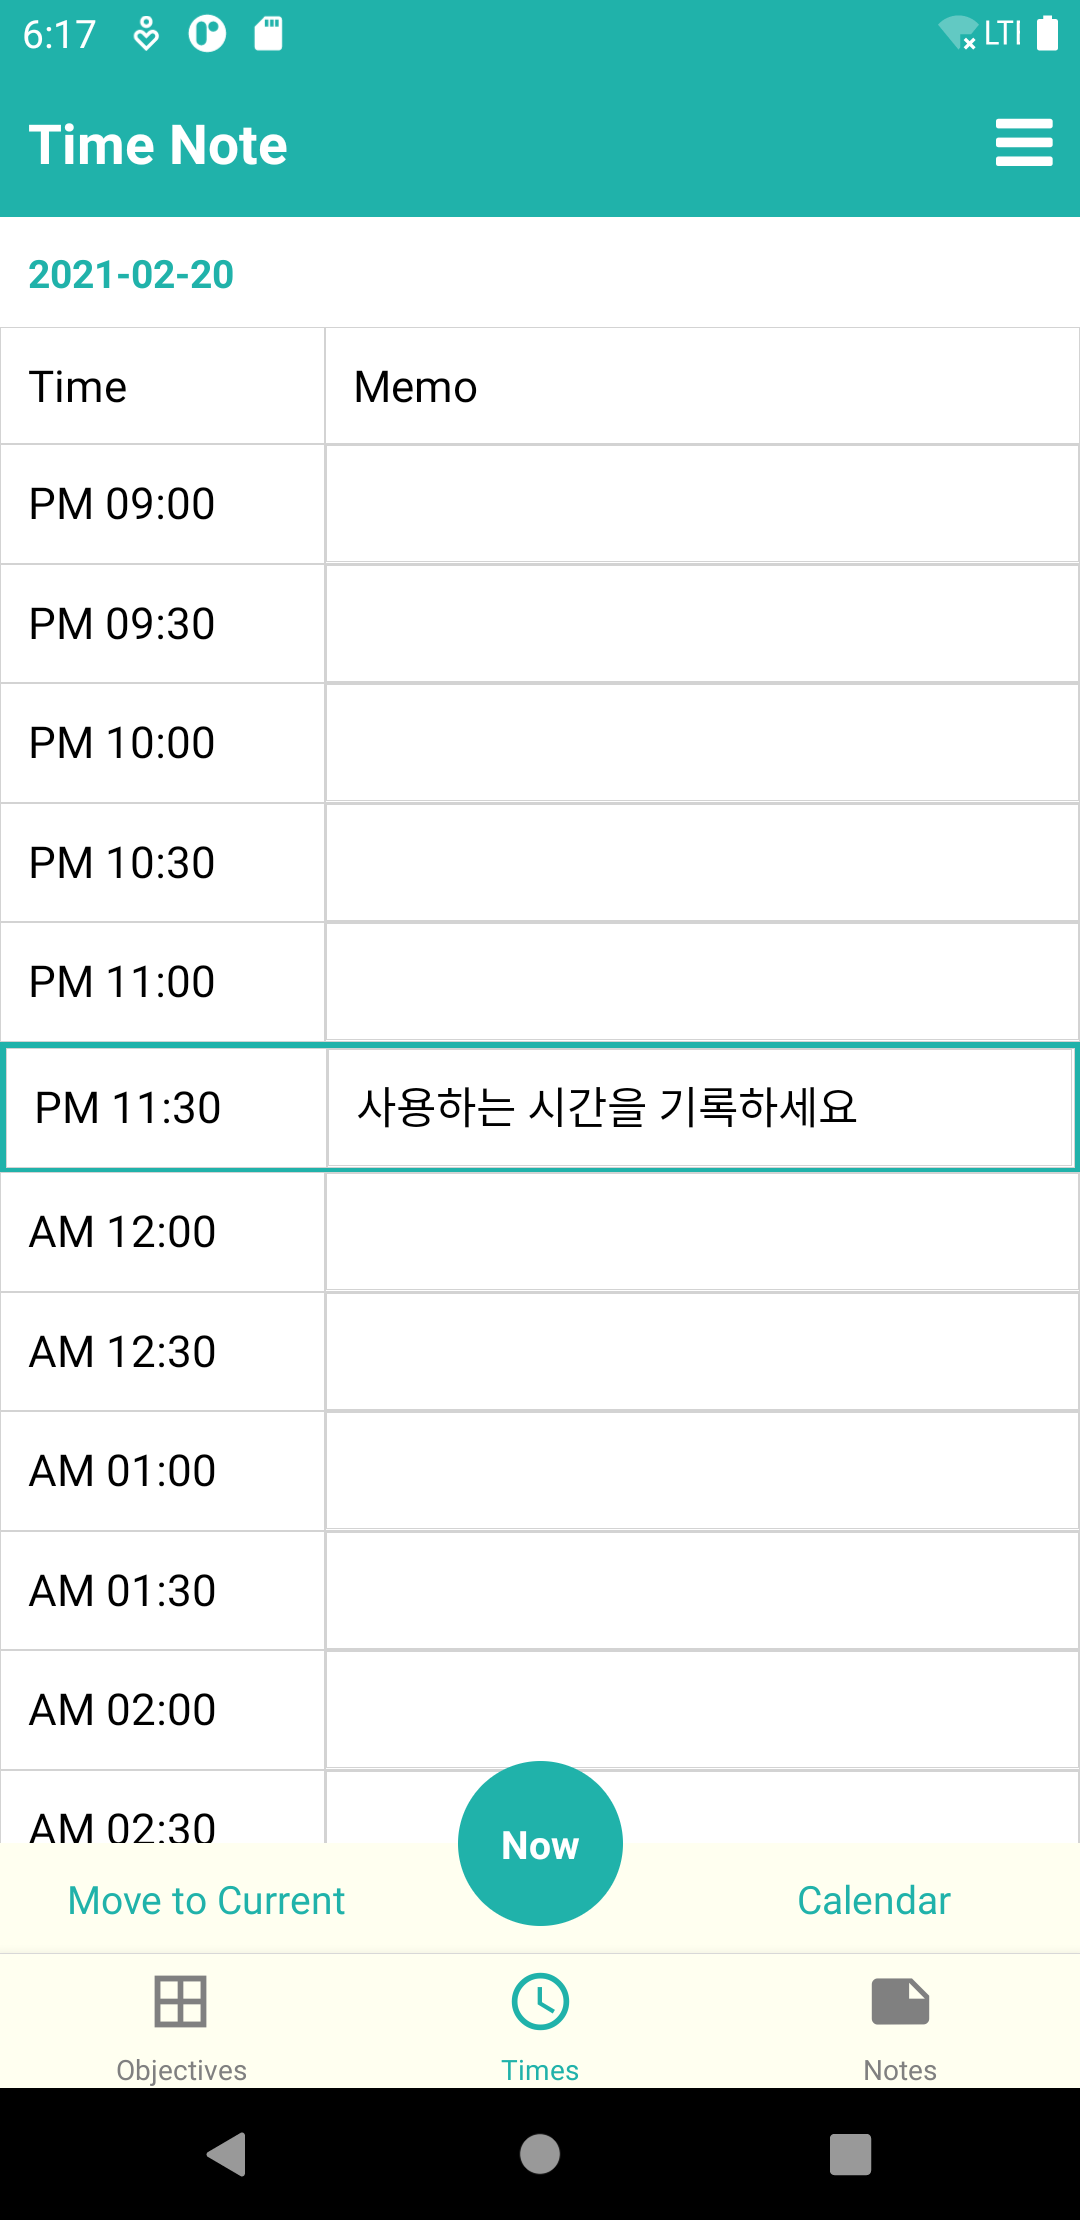 6:17
LTI
Time Note
2021-02-20
Time Memo
PM 09:00
PM 09:30
PM 10:00
PM 10:30
PM 11:00
PM 11:30 사용하는 시간을 기록하세요
AM 12:00
AM 12:30
AM 01:00
AM 01:30
AM 02:00
AM 02:30
Now
Move to Current Calendar
Objectives Times Notes